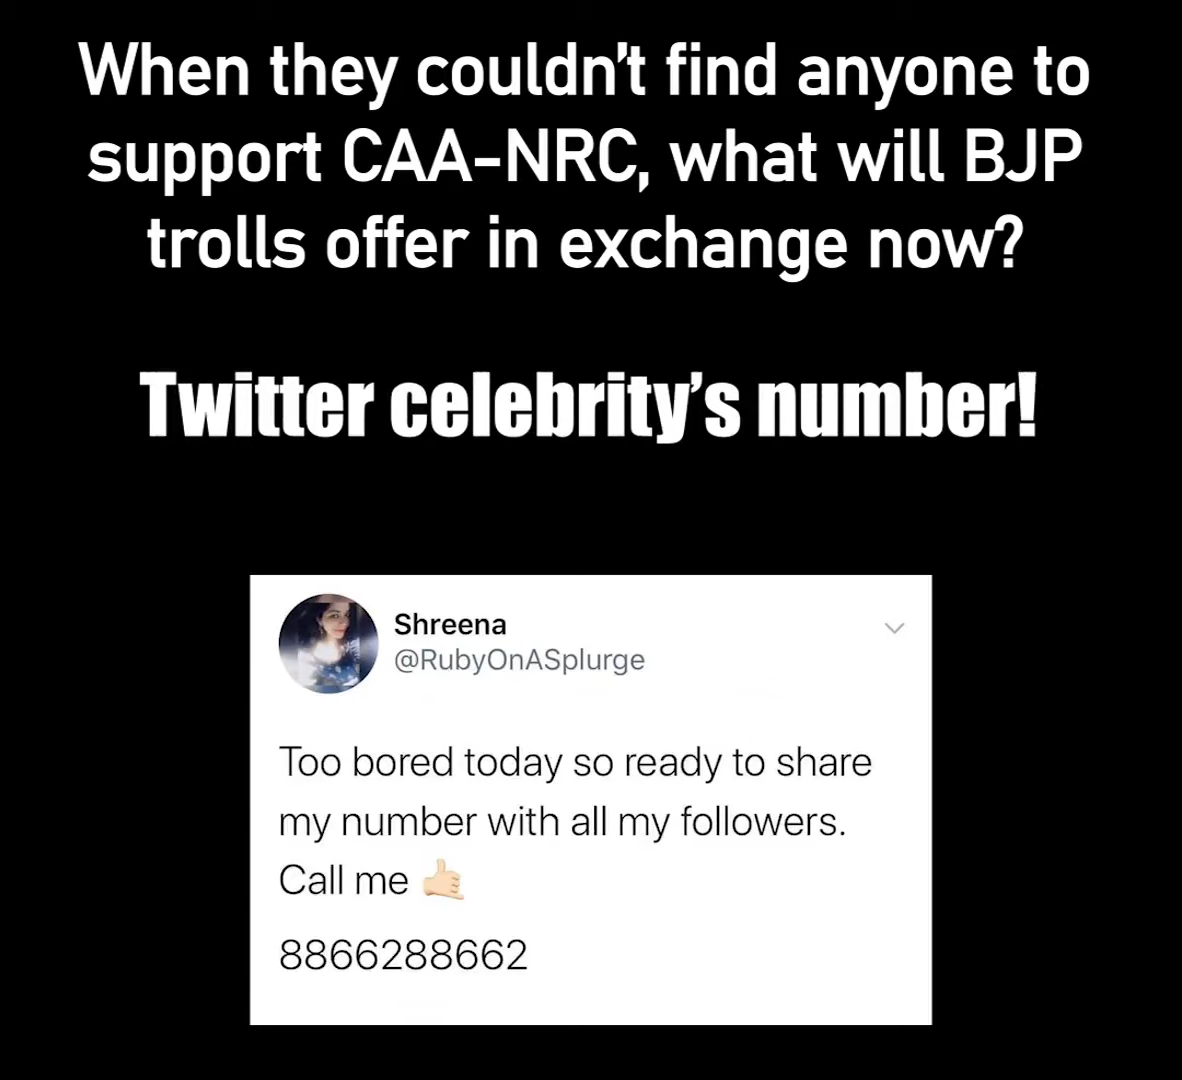 When they couldn't find anyone to
support CAA-NRC, what will BJP
trolls offer in exchange now?
Twitter celebrity's number!
Shreena
@RubyOnASplurge
Too bored today so ready to share
my number with all my followers.
Call me 🤙🏻
8866288662